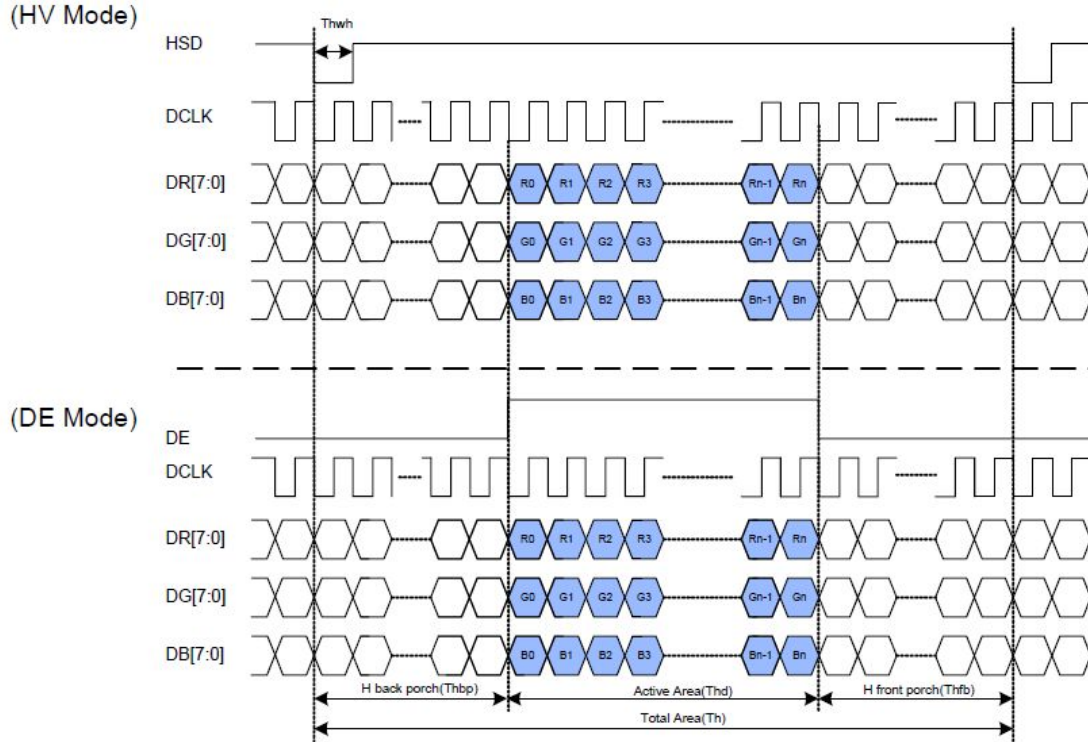 (HV Mode)
Thwh
HSD
DCLK
DR[7:0] R0 R1 R2 R3 Rn-1 Rn
DG[7:0] G0 G1 G2 G3 Gn-1 Gn
DB[7:0] B0 B1 B2 B3 Bn-1 Bn
(DE Mode)
DE
DCLK
DR[7:0] R0 R1 R2 R3 Rn-1 Rn
DG[7:0] G0 G1 G2 G3 Gn-1 Gn
DB[7:0] B0 B1 B2 B3 Bn-1 Bn
H back porch(Thbp) Active Area(Thd) H front porch(Thfb)
Total Area(Th)